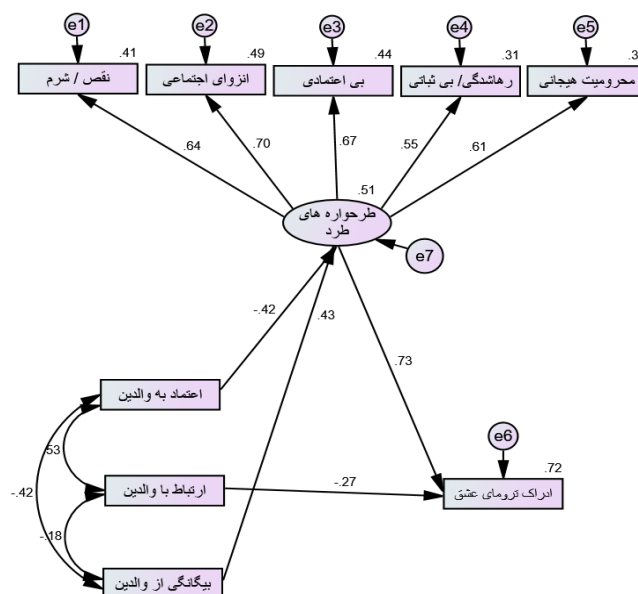 e1 e2 e3 e4 e5
.41 .49 .44 .31 .3
نقص / شرم
انزوای اجتماعی
بی اعتمادی
رهاشدگی/ بی ثباتی
محرومیت هیجانی
.64 .70 .67 .55 .61
.51
طرحواره های
طرد
e7
-.42 .43 .73
اعتماد به والدین
.53
-.42
e6
.72
ارتباط با والدین
-.27
ادراک ترومای عشق
-.18
بیگانگی از والدین